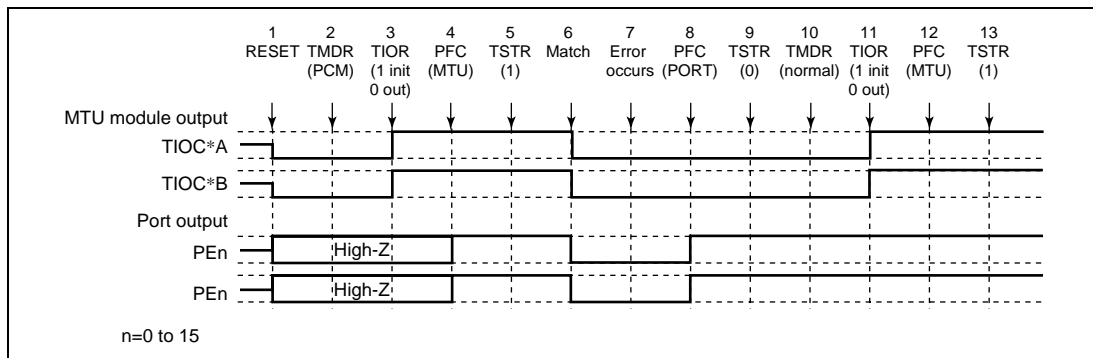 1 2 3 4 5 6 7 8 9 10 11 12 13
RESET TMDR TIOR PFC TSTR Match Error PFC TSTR TMDR TIOR PFC TSTR
(PCM) (1 init (MTU) (1) occurs (PORT) (0) (normal) (1 init (MTU) (1)
0 out) 0 out)
MTU module output
TIOC*A
TIOC*B
Port output
PEn High-Z
PEn High-Z
n=0 to 15